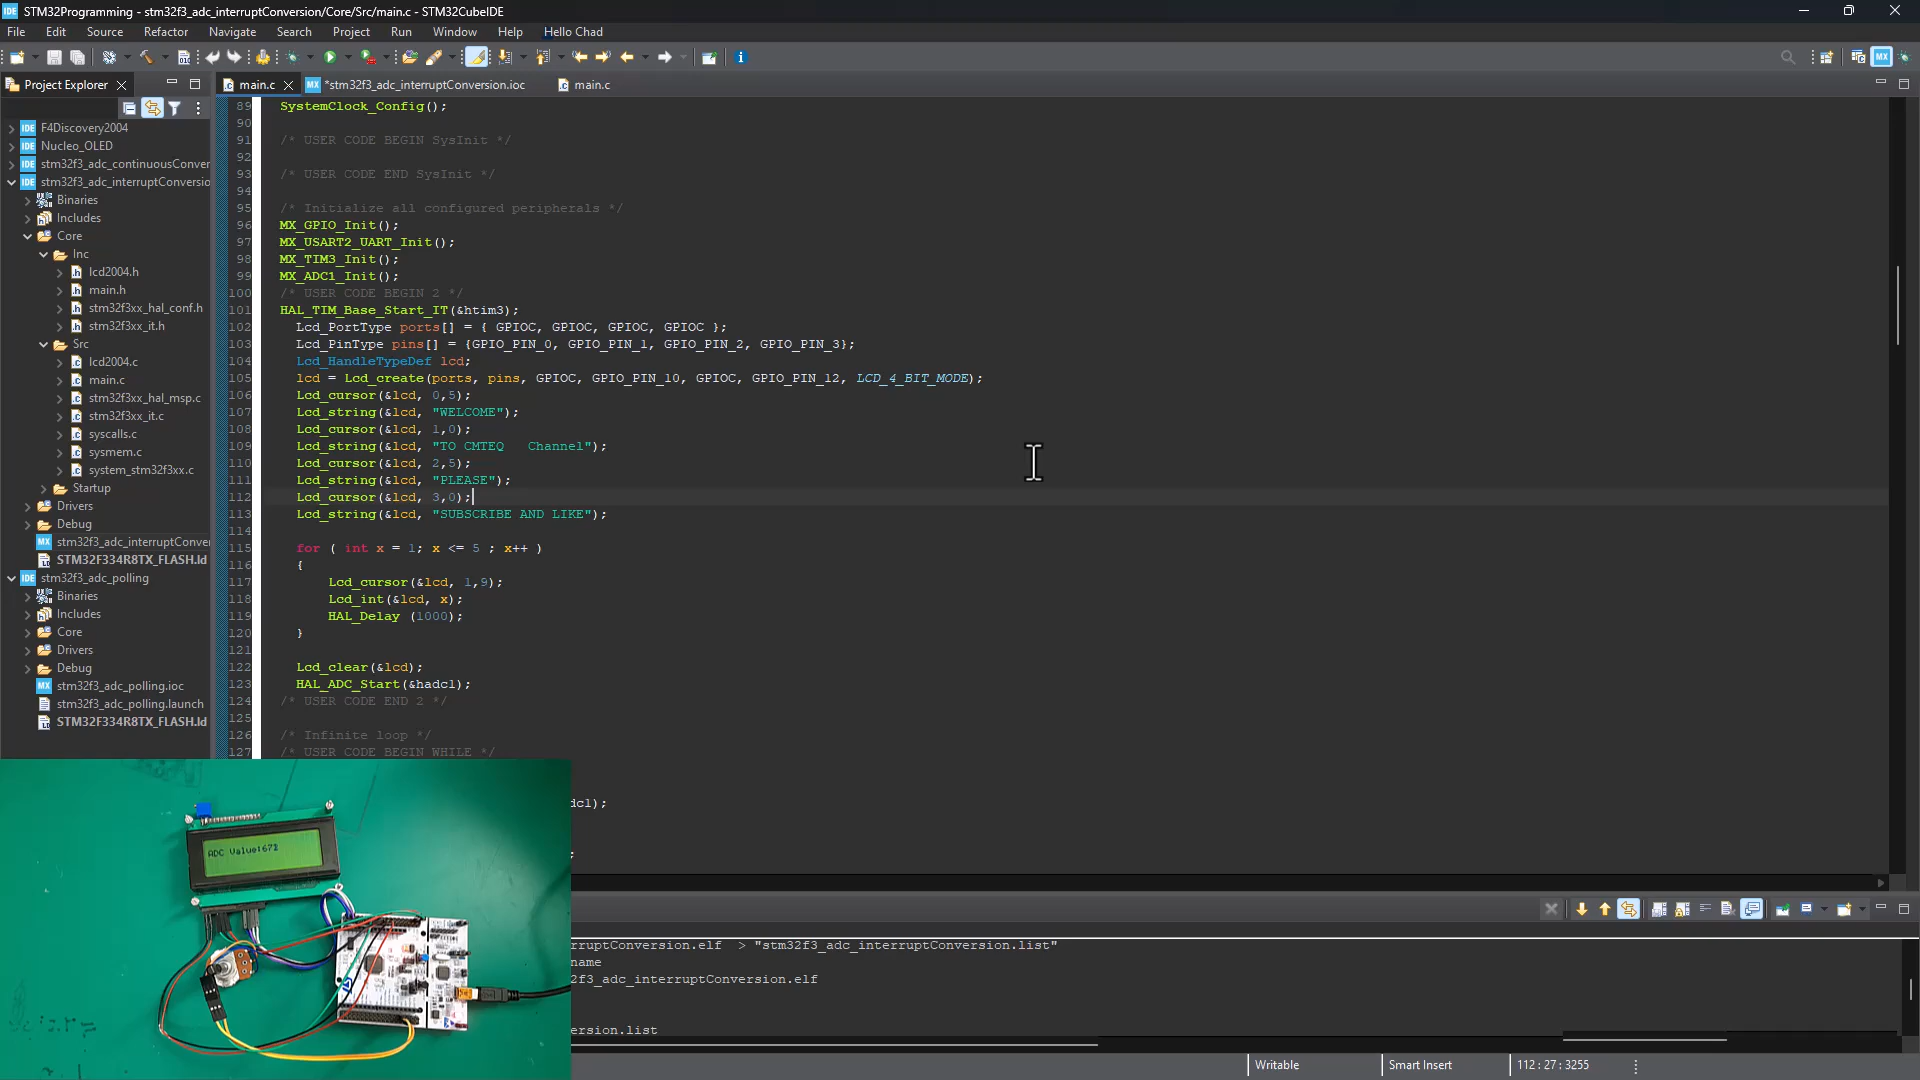 STM32Programming - stm32f3_adc_interruptConversion/Core/Src/main.c - STM32CubeIDE
File Edit Source Refactor Navigate Search Project Run Window Help Hello Chad
Project Explorer
main.c
*stm32f3_adc_interruptConversion.ioc
main.c
F4Discovery2004
Nucleo_OLED
stm32f3_adc_continuousConver
stm32f3_adc_interruptConversio
Binaries
Includes
Core
Inc
lcd2004.h
main.h
stm32f3xx_hal_conf.h
stm32f3xx_it.h
Src
lcd2004.c
main.c
stm32f3xx_hal_msp.c
stm32f3xx_it.c
syscalls.c
sysmem.c
system_stm32f3xx.c
Startup
Drivers
Debug
stm32f3_adc_interruptConver
STM32F334R8TX_FLASH.ld
stm32f3_adc_polling
Binaries
Includes
Core
Drivers
Debug
stm32f3_adc_polling.ioc
stm32f3_adc_polling.launch
STM32F334R8TX_FLASH.ld
89 SystemClock_Config();
90
91 /* USER CODE BEGIN SysInit */
92
93 /* USER CODE END SysInit */
94
95 /* Initialize all configured peripherals */
96 MX_GPIO_Init();
97 MX_USART2_UART_Init();
98 MX_TIM3_Init();
99 MX_ADC1_Init();
100 /* USER CODE BEGIN 2 */
101 HAL_TIM_Base_Start_IT(&htim3);
102 Lcd_PortType ports[] = { GPIOC, GPIOC, GPIOC, GPIOC };
103 Lcd_PinType pins[] = {GPIO_PIN_0, GPIO_PIN_1, GPIO_PIN_2, GPIO_PIN_3};
104 Lcd_HandleTypeDef lcd;
105 lcd = Lcd_create(ports, pins, GPIOC, GPIO_PIN_10, GPIOC, GPIO_PIN_12, LCD_4_BIT_MODE);
106 Lcd_cursor(&lcd, 0,5);
107 Lcd_string(&lcd, "WELCOME");
108 Lcd_cursor(&lcd, 1,0);
109 Lcd_string(&lcd, "TO CMTEQ   Channel");
110 Lcd_cursor(&lcd, 2,5);
111 Lcd_string(&lcd, "PLEASE");
112 Lcd_cursor(&lcd, 3,0);
113 Lcd_string(&lcd, "SUBSCRIBE AND LIKE");
114
115 for ( int x = 1; x <= 5 ; x++ )
116 {
117 Lcd_cursor(&lcd, 1,9);
118 Lcd_int(&lcd, x);
119 HAL_Delay (1000);
120 }
121
122 Lcd_clear(&lcd);
123 HAL_ADC_Start(&hadc1);
124 /* USER CODE END 2 */
125
126 /* Infinite loop */
127 /* USER CODE BEGIN WHILE */
dc1);
;
ADC Value:672
rruptConversion.elf  > "stm32f3_adc_interruptConversion.list"
name
2f3_adc_interruptConversion.elf
ersion.list
Writable Smart Insert 112 : 27 : 3255